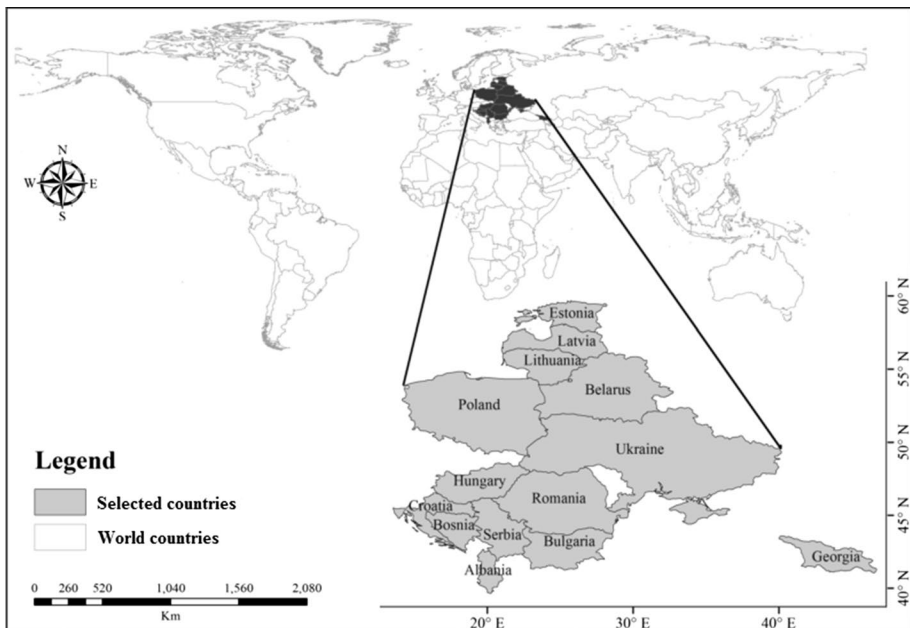 N
W E
S
60° N
Estonia
Latvia
Lithuania
55° N
Belarus
Poland
50° N
Ukraine
Legend
Hungary
Selected countries
Romania
Croatia
45° N
Bosnia
World countries
Serbia
Bulgaria
Georgia
Albania
0 260 520 1,040 1,560 2,080
40° N
Km
20° E 30° E 40° E